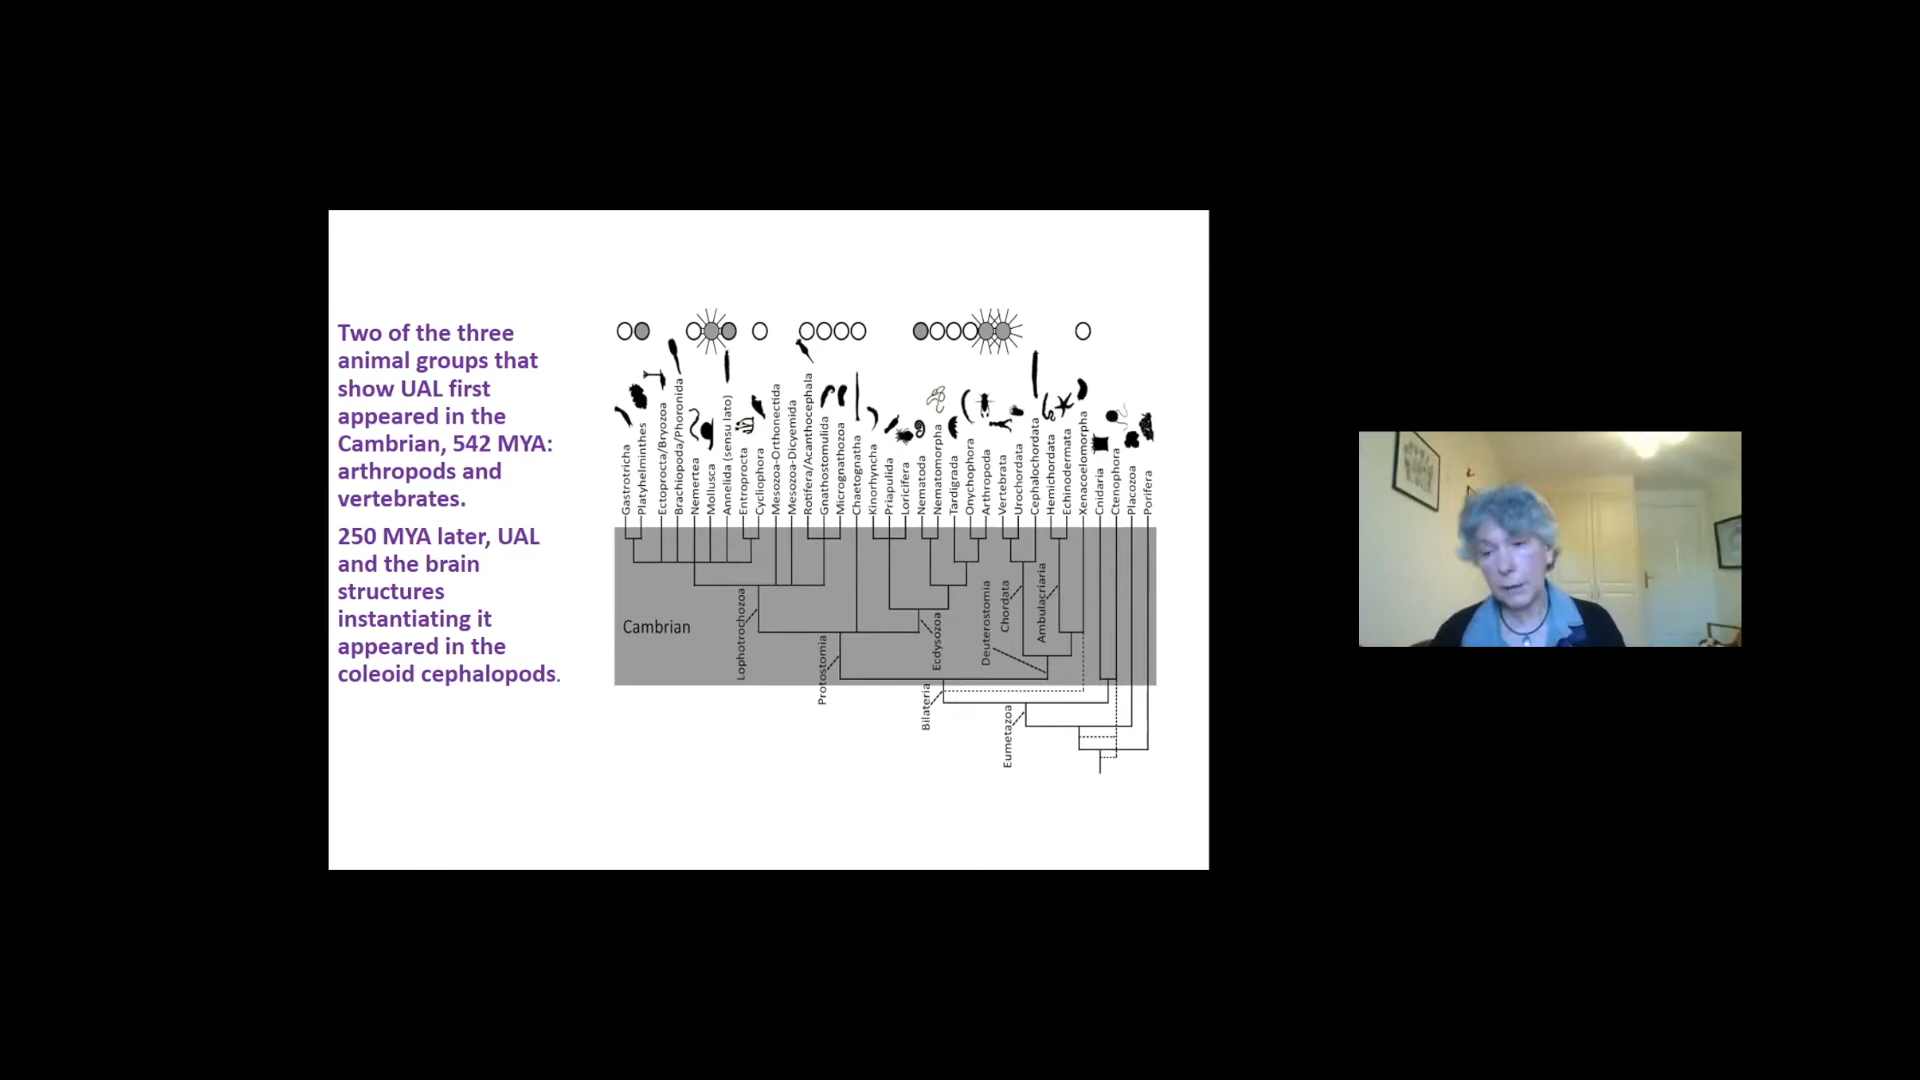 Two of the three
animal groups that
show UAL first
appeared in the
Cambrian, 542 MYA:
arthropods and
vertebrates.
250 MYA later, UAL
and the brain
structures
instantiating it
appeared in the
coleoid cephalopods.
Gastrotricha
Platyhelminthes
Ectoprocta/Bryozoa
Brachiopoda/Phoronida
Nemertea
Mollusca
Annelida (sensu lato)
Entroprocta
Cycliophora
Mesozoa-Orthonectida
Mesozoa-Dicyemida
Rotifera/Acanthocephala
Gnathostomulida
Micrognathozoa
Chaetognatha
Kinorhyncha
Priapulida
Loricifera
Nematoda
Nematomorpha
Tardigrada
Onychophora
Arthropoda
Vertebrata
Urochordata
Cephalochordata
Hemichordata
Echinodermata
Xenacoelomorpha
Cnidaria
Ctenophora
Placozoa
Porifera
Cambrian
Lophotrochozoa
Protostomia
Ecdysozoa
Deuterostomia
Chordata
Ambulacriaria
Bilateria
Eumetazoa